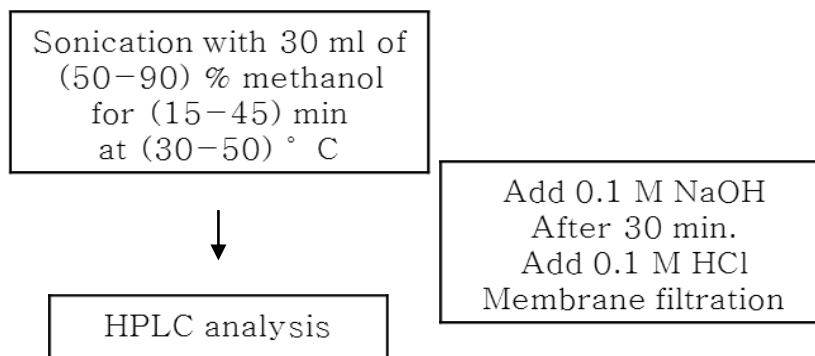 Sonication with 30 ml of
(50-90) % methanol
for (15-45) min
at (30-50) ° C
Add 0.1 M NaOH
After 30 min.
Add 0.1 M HCl
Membrane filtration
HPLC analysis